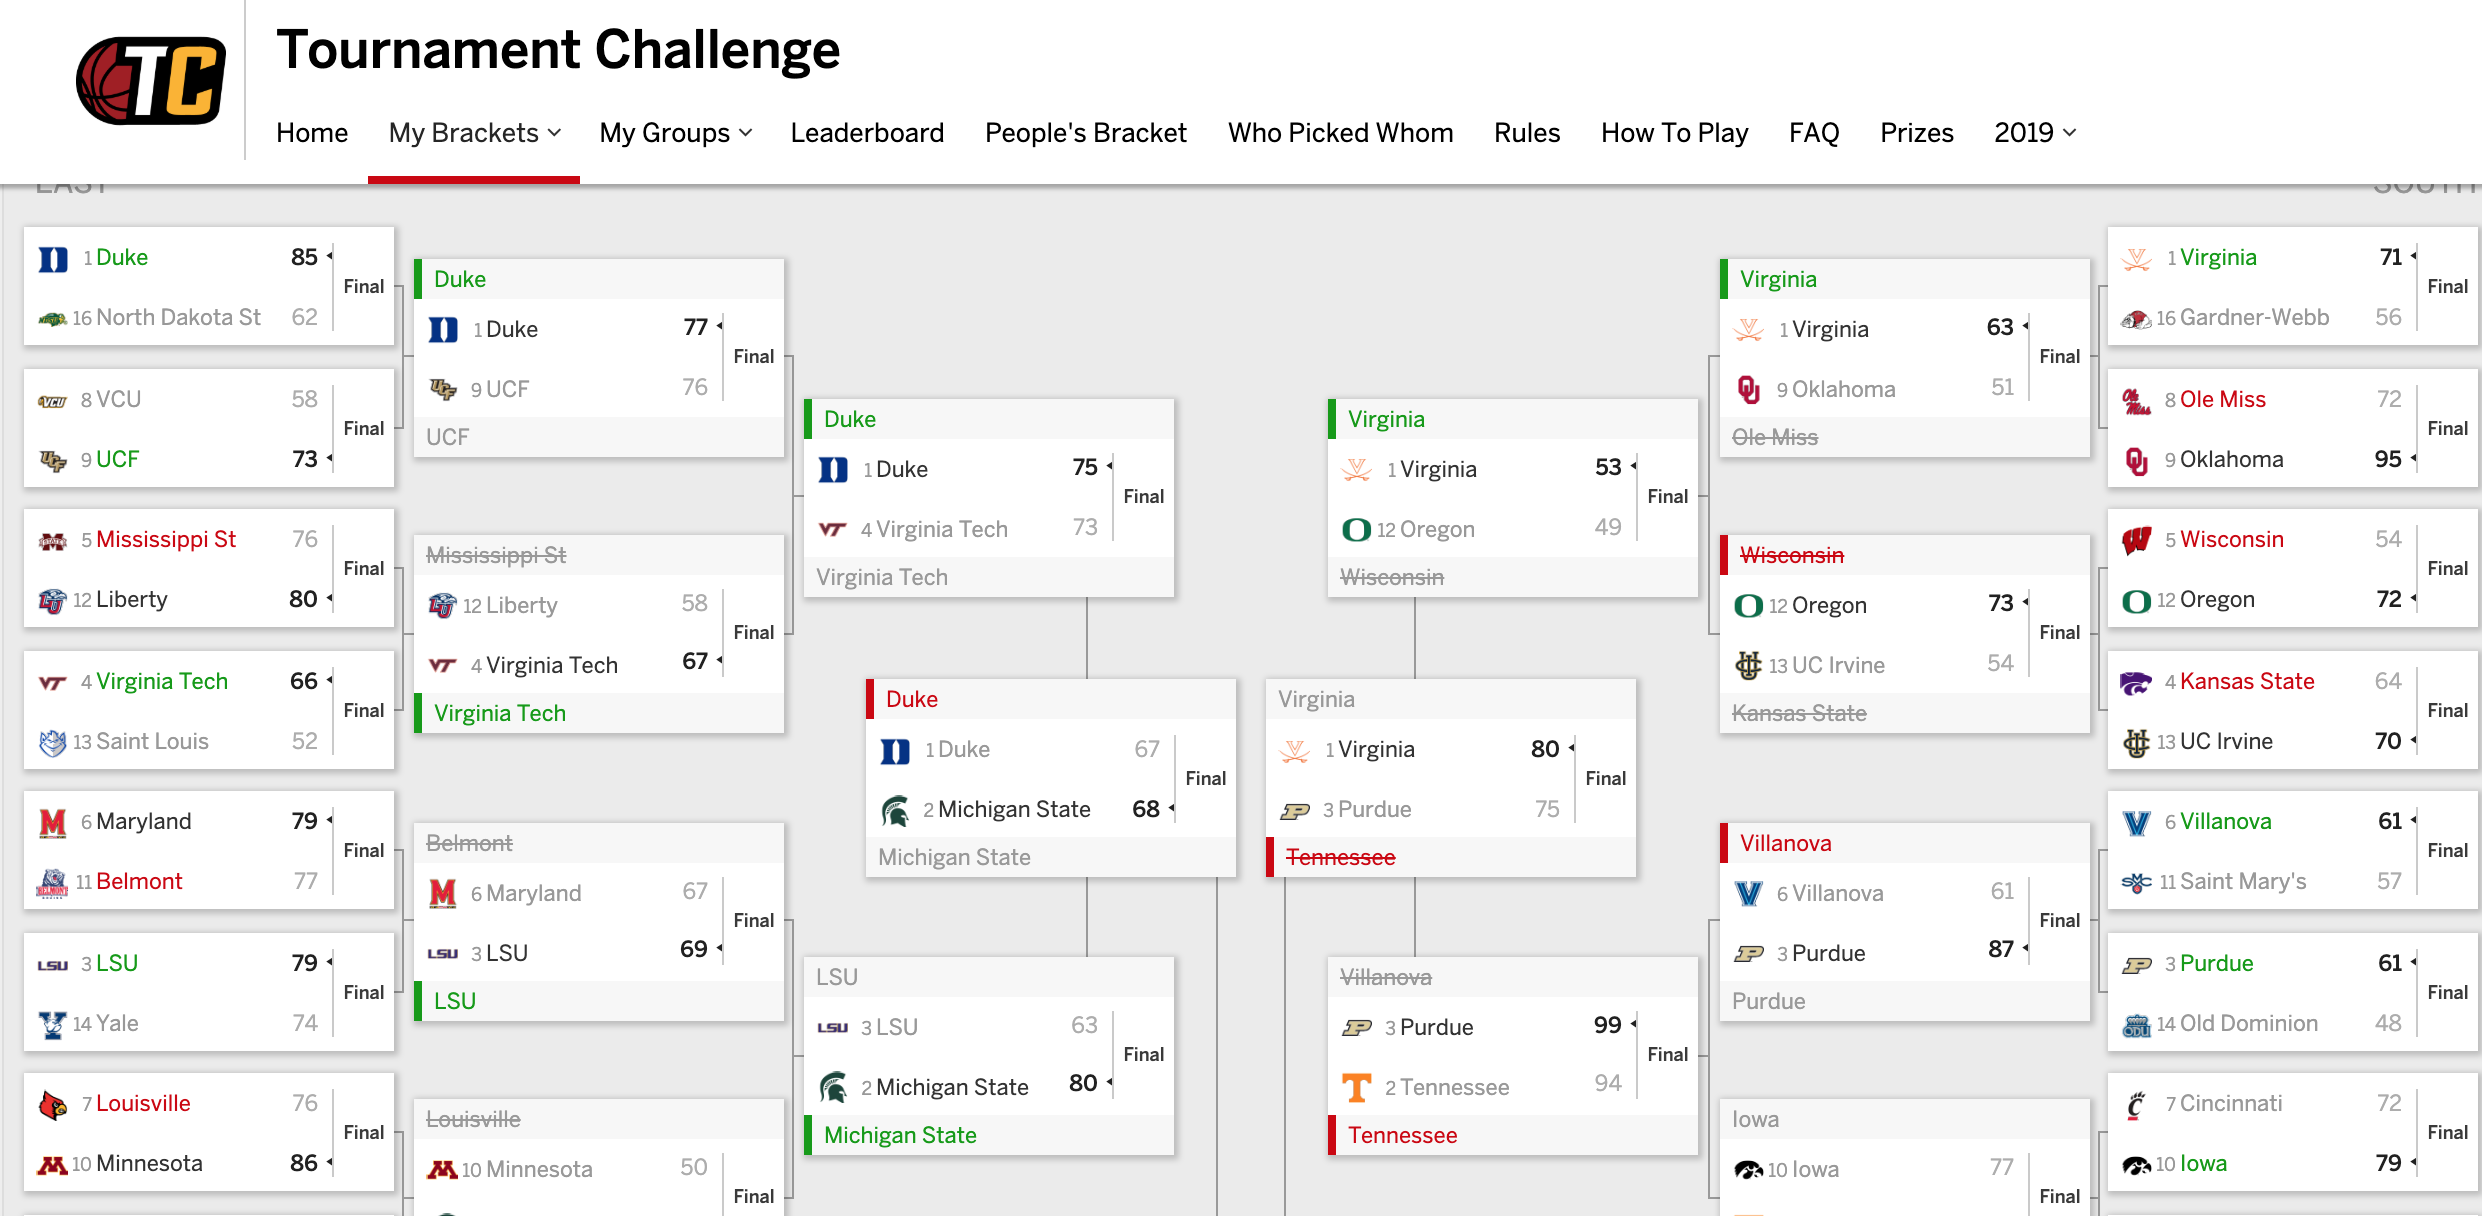 TC
Tournament Challenge
Home My Brackets My Groups Leaderboard People's Bracket Who Picked Whom Rules How To Play FAQ Prizes 2019
EAST
SOUTH
1 Duke 85
16 North Dakota St 62
Final
8 VCU 58
9 UCF 73
Final
5 Mississippi St 76
12 Liberty 80
Final
4 Virginia Tech 66
13 Saint Louis 52
Final
6 Maryland 79
11 Belmont 77
Final
3 LSU 79
14 Yale 74
Final
7 Louisville 76
10 Minnesota 86
Final
Duke
1 Duke 77
9 UCF 76
Final
UCF
Mississippi St
12 Liberty 58
4 Virginia Tech 67
Final
Virginia Tech
Belmont
6 Maryland 67
3 LSU 69
Final
LSU
Louisville
10 Minnesota 50
Final
Duke
1 Duke 75
4 Virginia Tech 73
Final
Virginia Tech
Duke
1 Duke 67
2 Michigan State 68
Final
Michigan State
LSU
3 LSU 63
2 Michigan State 80
Final
Michigan State
Virginia
1 Virginia 53
12 Oregon 49
Final
Wisconsin
Virginia
1 Virginia 80
3 Purdue 75
Final
Tennessee
Villanova
3 Purdue 99
2 Tennessee 94
Final
Tennessee
Virginia
1 Virginia 63
9 Oklahoma 51
Final
Ole Miss
Wisconsin
12 Oregon 73
13 UC Irvine 54
Final
Kansas State
Villanova
6 Villanova 61
3 Purdue 87
Final
Purdue
Iowa
10 Iowa 77
Final
1 Virginia 71
16 Gardner-Webb 56
Final
8 Ole Miss 72
9 Oklahoma 95
Final
5 Wisconsin 54
12 Oregon 72
Final
4 Kansas State 64
13 UC Irvine 70
Final
6 Villanova 61
11 Saint Mary's 57
Final
3 Purdue 61
14 Old Dominion 48
Final
7 Cincinnati 72
10 Iowa 79
Final